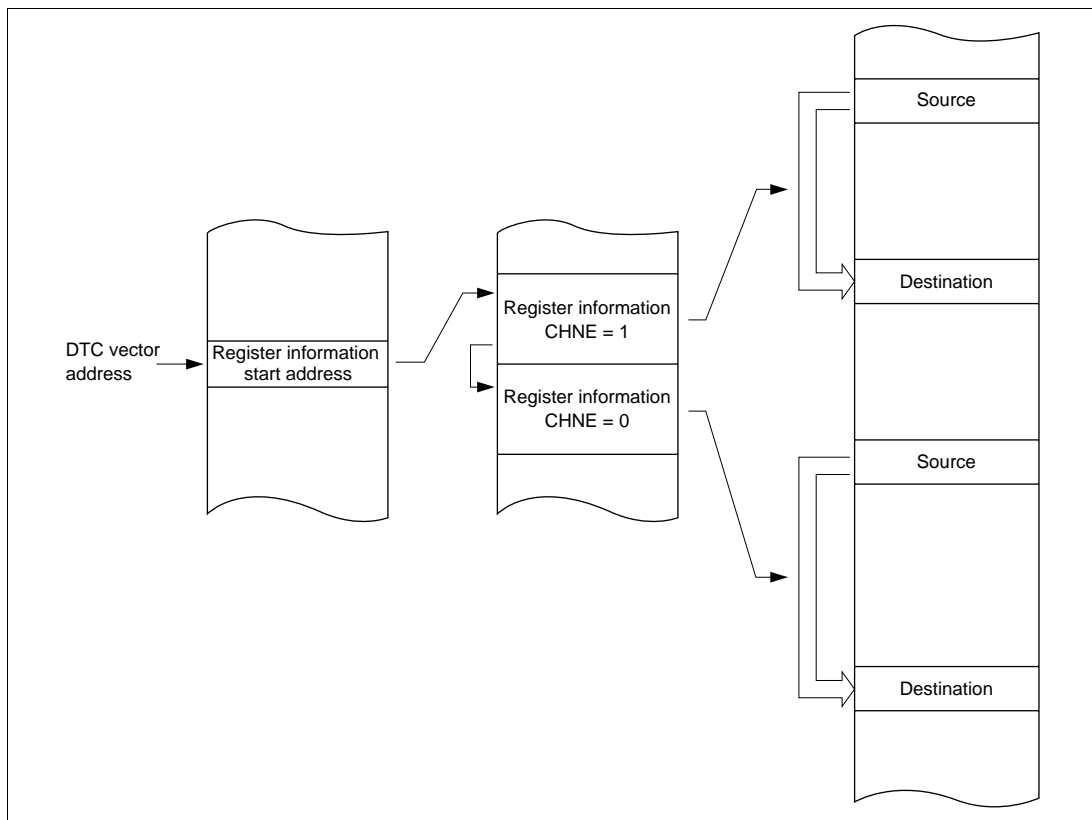 DTC vector
address
Register information
start address
Register information
CHNE = 1
Register information
CHNE = 0
Source
Destination
Source
Destination